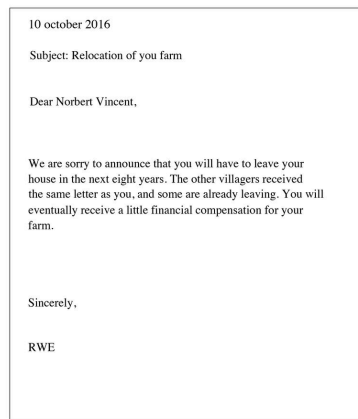 10 october 2016
Subject: Relocation of you farm
Dear Norbert Vincent,
We are sorry to announce that you will have to leave your
house in the next eight years. The other villagers received
the same letter as you, and some are already leaving. You will
eventually receive a little financial compensation for your
farm.
Sincerely,
RWE